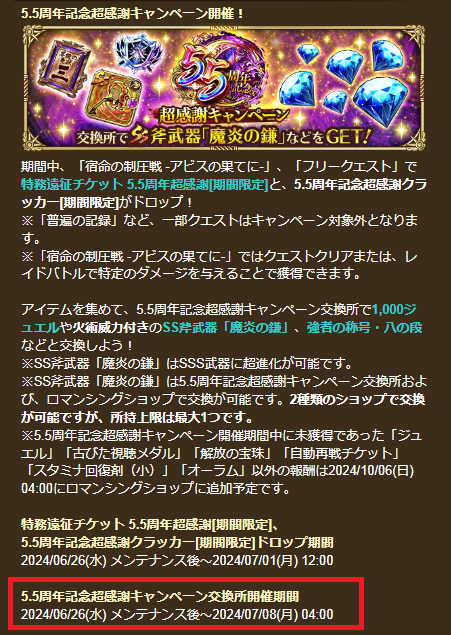 5.5周年記念超感謝キャンペーン開催！
5.5周年記念
超感謝キャンペーン
交換所でSS斧武器「魔炎の鎌」などをGET!
期間中、「宿命の制圧戦 -アビスの果てに-」、「フリークエスト」で
特務遠征チケット 5.5周年超感謝[期間限定]と、5.5周年記念超感謝クラ
ッカー[期間限定]がドロップ！
※「普遍の記録」など、一部クエストはキャンペーン対象外となりま
す。
※「宿命の制圧戦 -アビスの果てに-」ではクエストクリアまたは、レ
イドバトルで特定のダメージを与えることで獲得できます。
アイテムを集めて、5.5周年記念超感謝キャンペーン交換所で1,000ジ
ュエルや火術威力付きのSS斧武器「魔炎の鎌」、強者の称号・八の段
などと交換しよう！
※SS斧武器「魔炎の鎌」はSSS武器に超進化が可能です。
※SS斧武器「魔炎の鎌」は5.5周年記念超感謝キャンペーン交換所およ
び、ロマンシングショップで交換が可能です。2種類のショップで交換
が可能ですが、所持上限は最大1つです。
※5.5周年記念超感謝キャンペーン開催期間中に未獲得であった「ジュ
エル」「古びた視聴メダル」「解放の宝珠」「自動再戦チケット」
「スタミナ回復剤（小）」「オーラム」以外の報酬は2024/10/06(日)
04:00にロマンシングショップに追加予定です。
特務遠征チケット 5.5周年超感謝[期間限定]、
5.5周年記念超感謝クラッカー[期間限定]ドロップ期間
2024/06/26(水) メンテナンス後～2024/07/01(月) 12:00
5.5周年記念超感謝キャンペーン交換所開催期間
2024/06/26(水) メンテナンス後～2024/07/08(月) 04:00